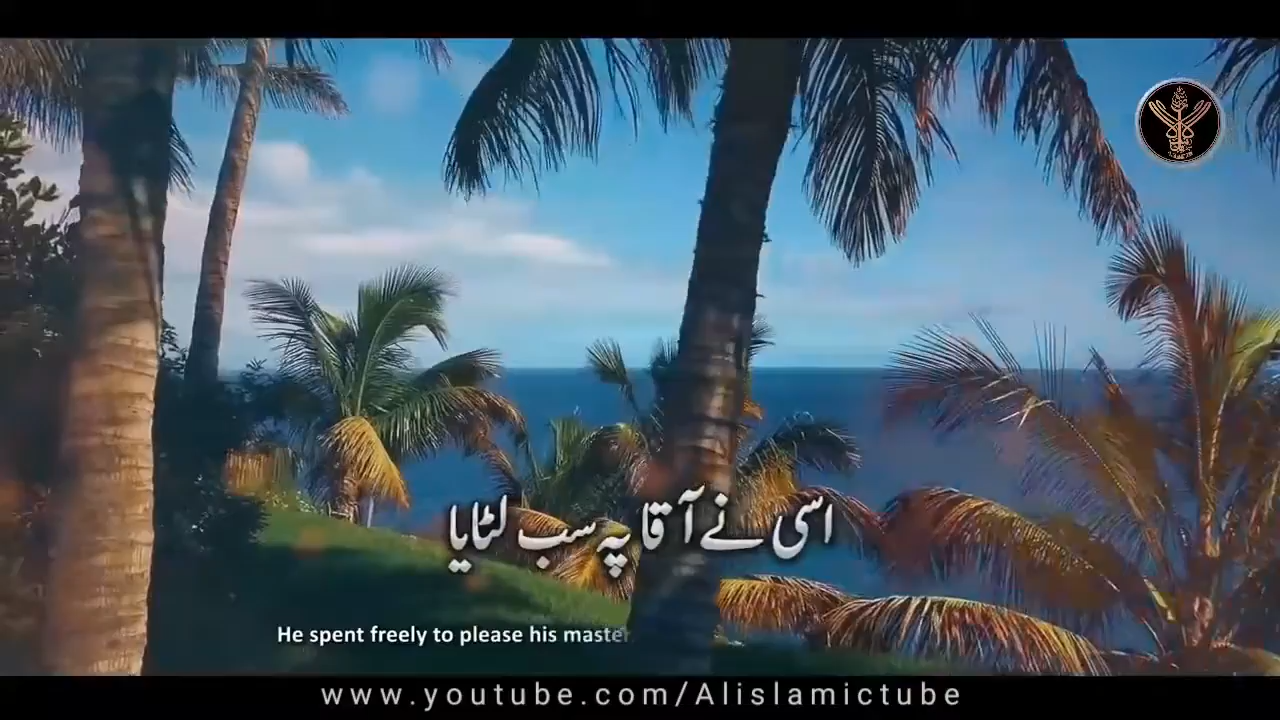 اسی نے آقا پہ سب لٹایا
He spent freely to please his master
www.youtube.com/Alislamictube